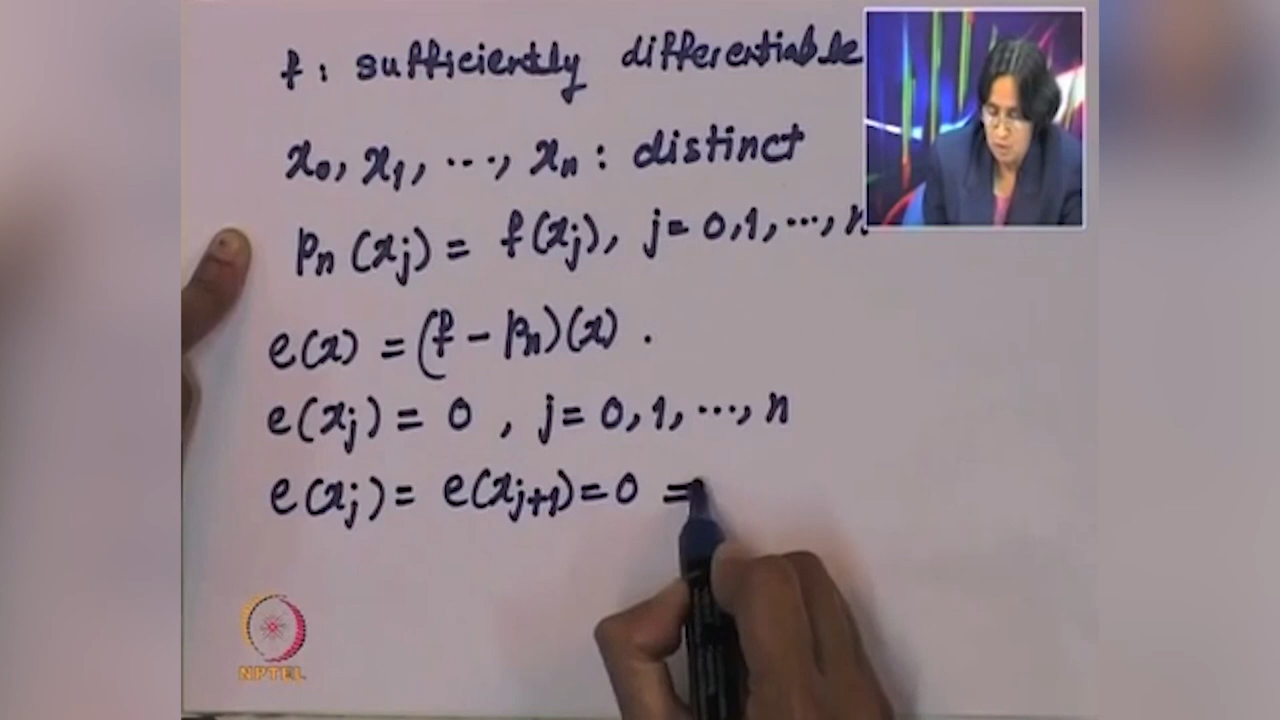 f : sufficiently differentiable
x₀, x₁, ..., xₙ : distinct
pₙ(xⱼ) = f(xⱼ), j = 0, 1, ..., n
e(x) = (f - pₙ)(x) .
e(xⱼ) = 0 , j = 0, 1, ..., n
e(xⱼ) = e(xⱼ₊₁) = 0 =
NPTEL